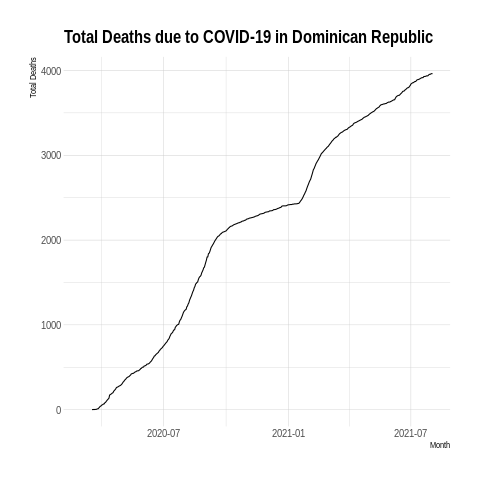 Total Deaths due to COVID-19 in Dominican Republic
Total Deaths
4000
3000
2000
1000
0
2020-07 2021-01 2021-07
Month